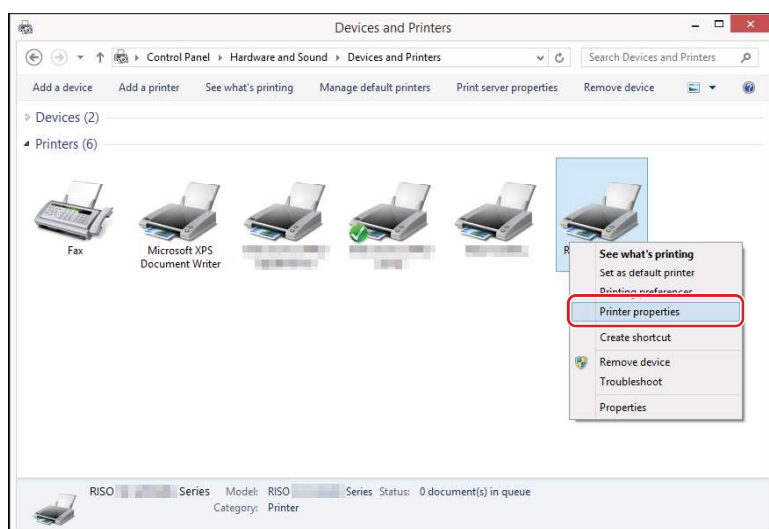 Devices and Printers
Control Panel Hardware and Sound Devices and Printers
Search Devices and Printers
Add a device Add a printer See what's printing Manage default printers Print server properties Remove device
Devices (2)
Printers (6)
Fax
Microsoft XPS
Document Writer
R
See what's printing
Set as default printer
Printing preferences
Printer properties
Create shortcut
Remove device
Troubleshoot
Properties
RISO Series Model: RISO Series Status: 0 document(s) in queue
Category: Printer